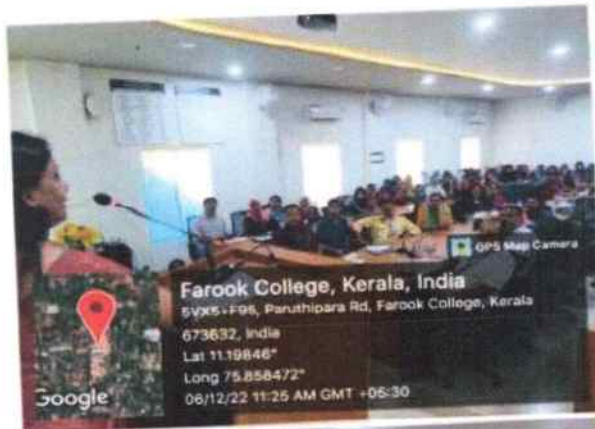 GPS Map Camera
Farook College, Kerala, India
5VX5+F96, Paruthipara Rd, Farook College, Kerala
673632, India
Lat 11.19846°
Long 75.858472°
06/12/22 11:25 AM GMT +05:30
Google